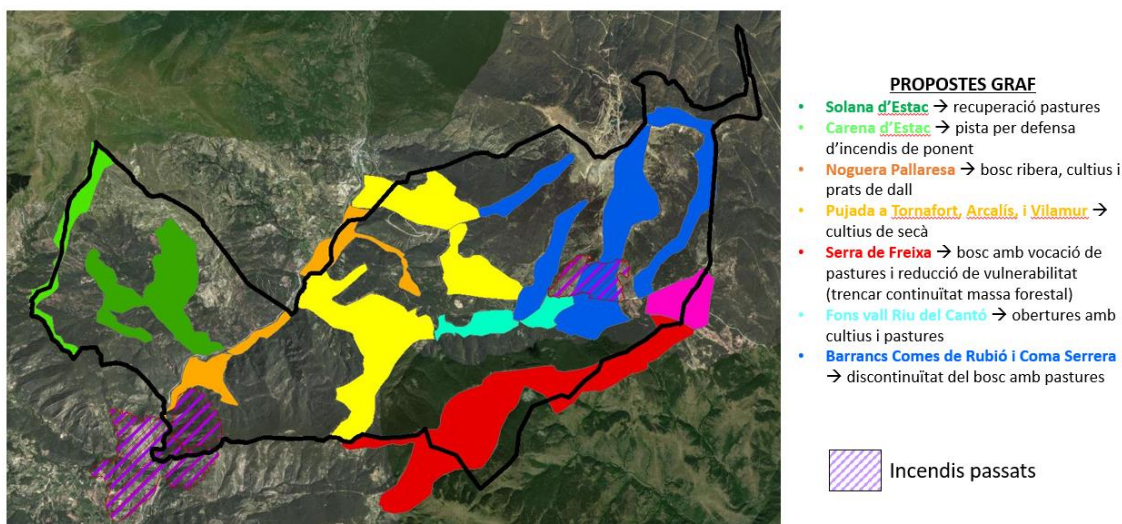 PROPOSTES GRAF
• Solana d'Estac → recuperació pastures
• Carena d'Estac → pista per defensa
d'incendis de ponent
• Noguera Pallaresa → bosc ribera, cultius i
prats de dall
• Pujada a Tornafort, Arcalís, i Vilamur →
cultius de secà
• Serra de Freixa → bosc amb vocació de
pastures i reducció de vulnerabilitat
(trencar continuïtat massa forestal)
• Fons vall Riu del Cantó → obertures amb
cultius i pastures
• Barrancs Comes de Rubió i Coma Serrera
→ discontinuïtat del bosc amb pastures
Incendis passats